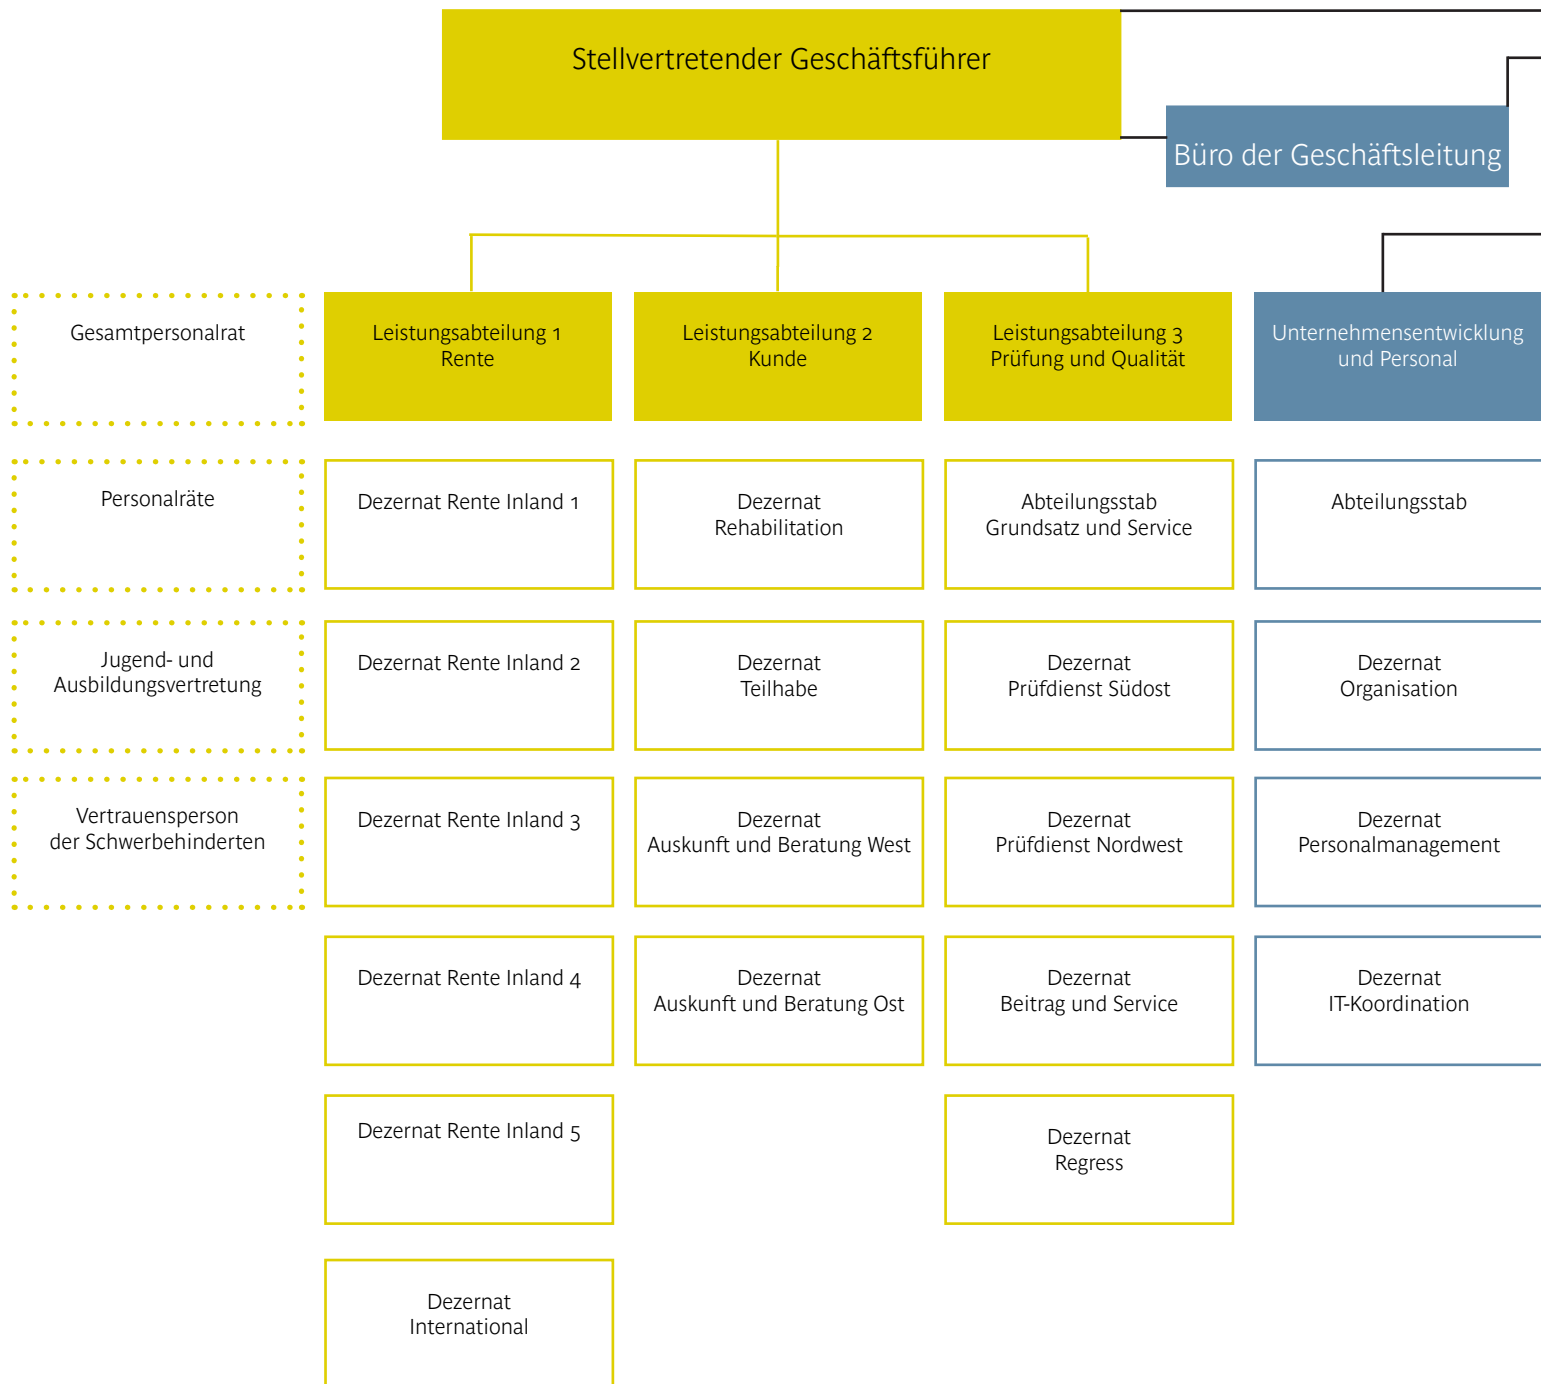 Stellvertretender Geschäftsführer
Büro der Geschäftsleitung
Gesamtpersonalrat
Leistungsabteilung 1
Rente
Leistungsabteilung 2
Kunde
Leistungsabteilung 3
Prüfung und Qualität
Unternehmensentwicklung
und Personal
Personalräte
Dezernat Rente Inland 1
Dezernat
Rehabilitation
Abteilungsstab
Grundsatz und Service
Abteilungsstab
Jugend- und
Ausbildungsvertretung
Dezernat Rente Inland 2
Dezernat
Teilhabe
Dezernat
Prüfdienst Südost
Dezernat
Organisation
Vertrauensperson
der Schwerbehinderten
Dezernat Rente Inland 3
Dezernat
Auskunft und Beratung West
Dezernat
Prüfdienst Nordwest
Dezernat
Personalmanagement
Dezernat Rente Inland 4
Dezernat
Auskunft und Beratung Ost
Dezernat
Beitrag und Service
Dezernat
IT-Koordination
Dezernat Rente Inland 5
Dezernat
Regress
Dezernat
International